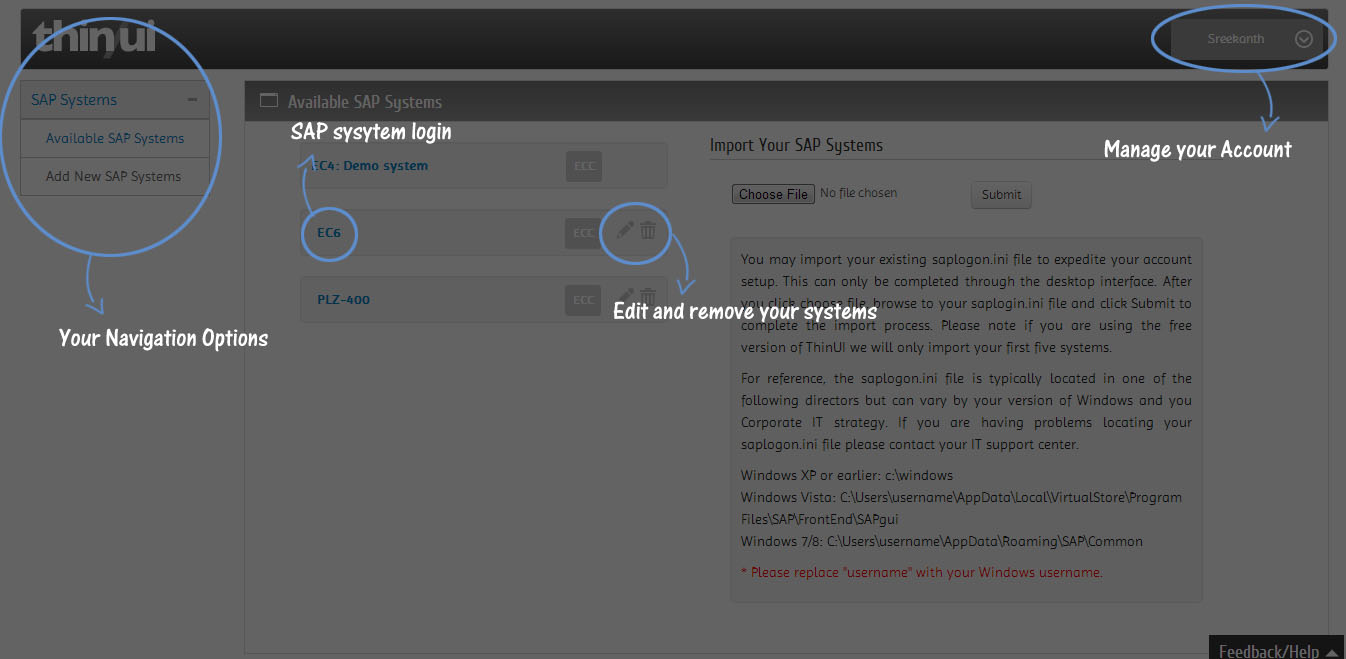 thinui
Sreekanth
SAP Systems
Available SAP Systems
Add New SAP Systems
Your Navigation Options
Available SAP Systems
SAP sysytem login
EC4: Demo system
ECC
EC6
ECC
PLZ-400
ECC
Edit and remove your systems
Manage your Account
Import Your SAP Systems
Choose File No file chosen
Submit
You may import your existing saplogon.ini file to expedite your account
setup. This can only be completed through the desktop interface. After
you click choose file, browse to your saplogin.ini file and click Submit to
complete the import process. Please note if you are using the free
version of ThinUI we will only import your first five systems.
For reference, the saplogon.ini file is typically located in one of the
following directors but can vary by your version of Windows and you
Corporate IT strategy. If you are having problems locating your
saplogon.ini file please contact your IT support center.
Windows XP or earlier: c:\windows
Windows Vista: C:\Users\username\AppData\Local\VirtualStore\Program
Files\SAP\FrontEnd\SAPgui
Windows 7/8: C:\Users\username\AppData\Roaming\SAP\Common
* Please replace "username" with your Windows username.
Feedback/Help